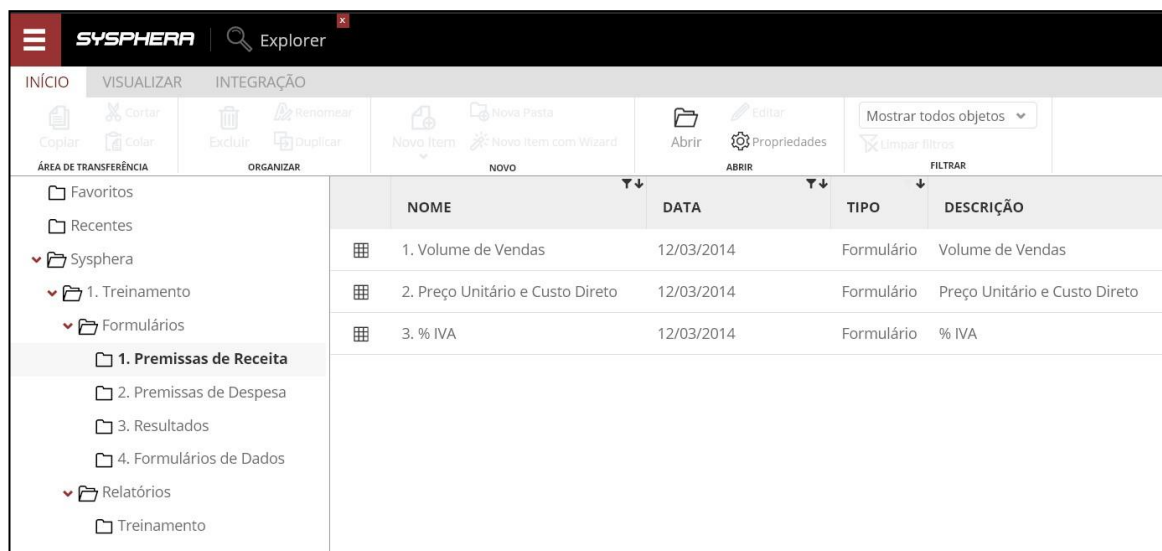 SYSPHERA Explorer x
INÍCIO VISUALIZAR INTEGRAÇÃO
Copiar Cortar Colar
ÁREA DE TRANSFERÊNCIA
Excluir Renomear Duplicar
ORGANIZAR
Novo Item Nova Pasta Novo Item com Wizard
NOVO
Abrir Editar Propriedades
ABRIR
Mostrar todos objetos
Limpar filtros
FILTRAR
Favoritos
Recentes
Sysphera
1. Treinamento
Formulários
1. Premissas de Receita
2. Premissas de Despesa
3. Resultados
4. Formulários de Dados
Relatórios
Treinamento
NOME DATA TIPO DESCRIÇÃO
1. Volume de Vendas 12/03/2014 Formulário Volume de Vendas
2. Preço Unitário e Custo Direto 12/03/2014 Formulário Preço Unitário e Custo Direto
3. % IVA 12/03/2014 Formulário % IVA